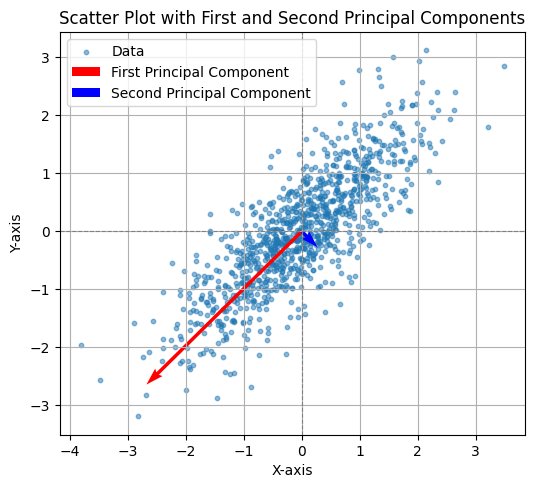 Scatter Plot with First and Second Principal Components
Data
First Principal Component
Second Principal Component
3
2
1
0
−1
−2
−3
Y-axis
−4 −3 −2 −1 0 1 2 3
X-axis